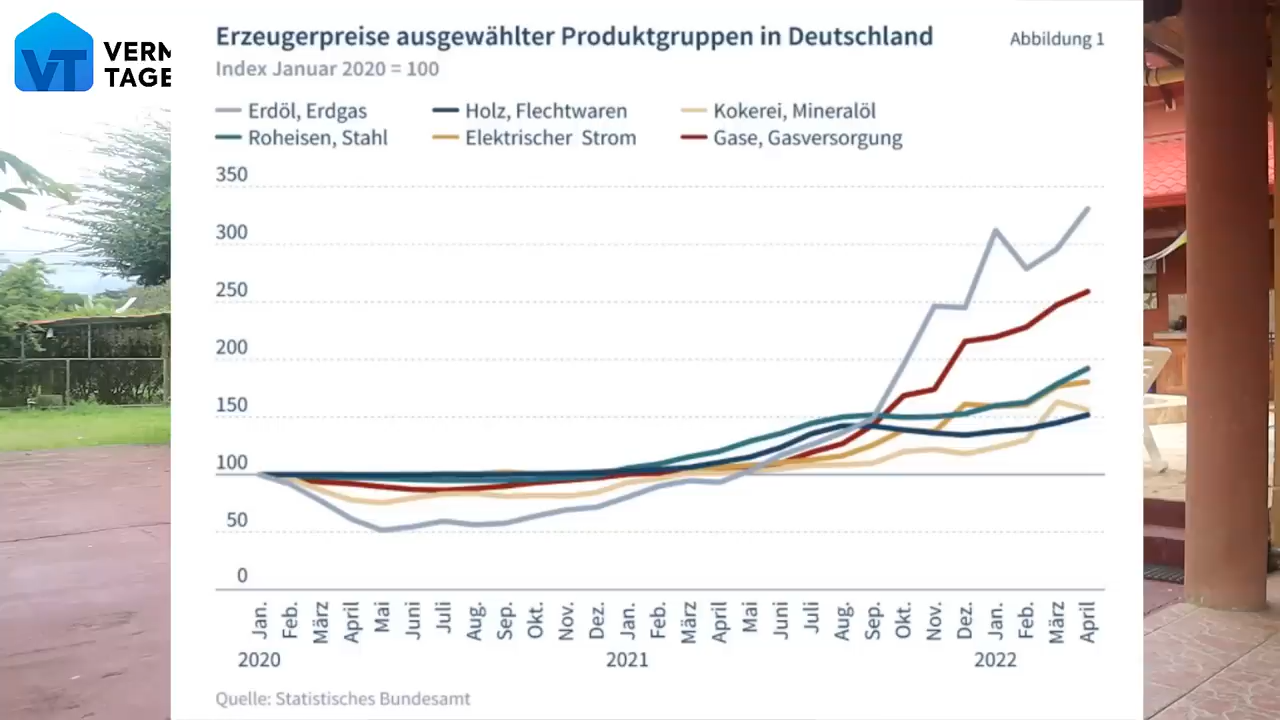 VERM
TAGE
VT
Erzeugerpreise ausgewählter Produktgruppen in Deutschland
Abbildung 1
Index Januar 2020 = 100
Erdöl, Erdgas
Holz, Flechtwaren
Kokerei, Mineralöl
Roheisen, Stahl
Elektrischer Strom
Gase, Gasversorgung
350
300
250
200
150
100
50
0
Jan. Feb. März April Mai Juni Juli Aug. Sep. Okt. Nov. Dez. Jan. Feb. März April Mai Juni Juli Aug. Sep. Okt. Nov. Dez. Jan. Feb. März April
2020 2021 2022
Quelle: Statistisches Bundesamt